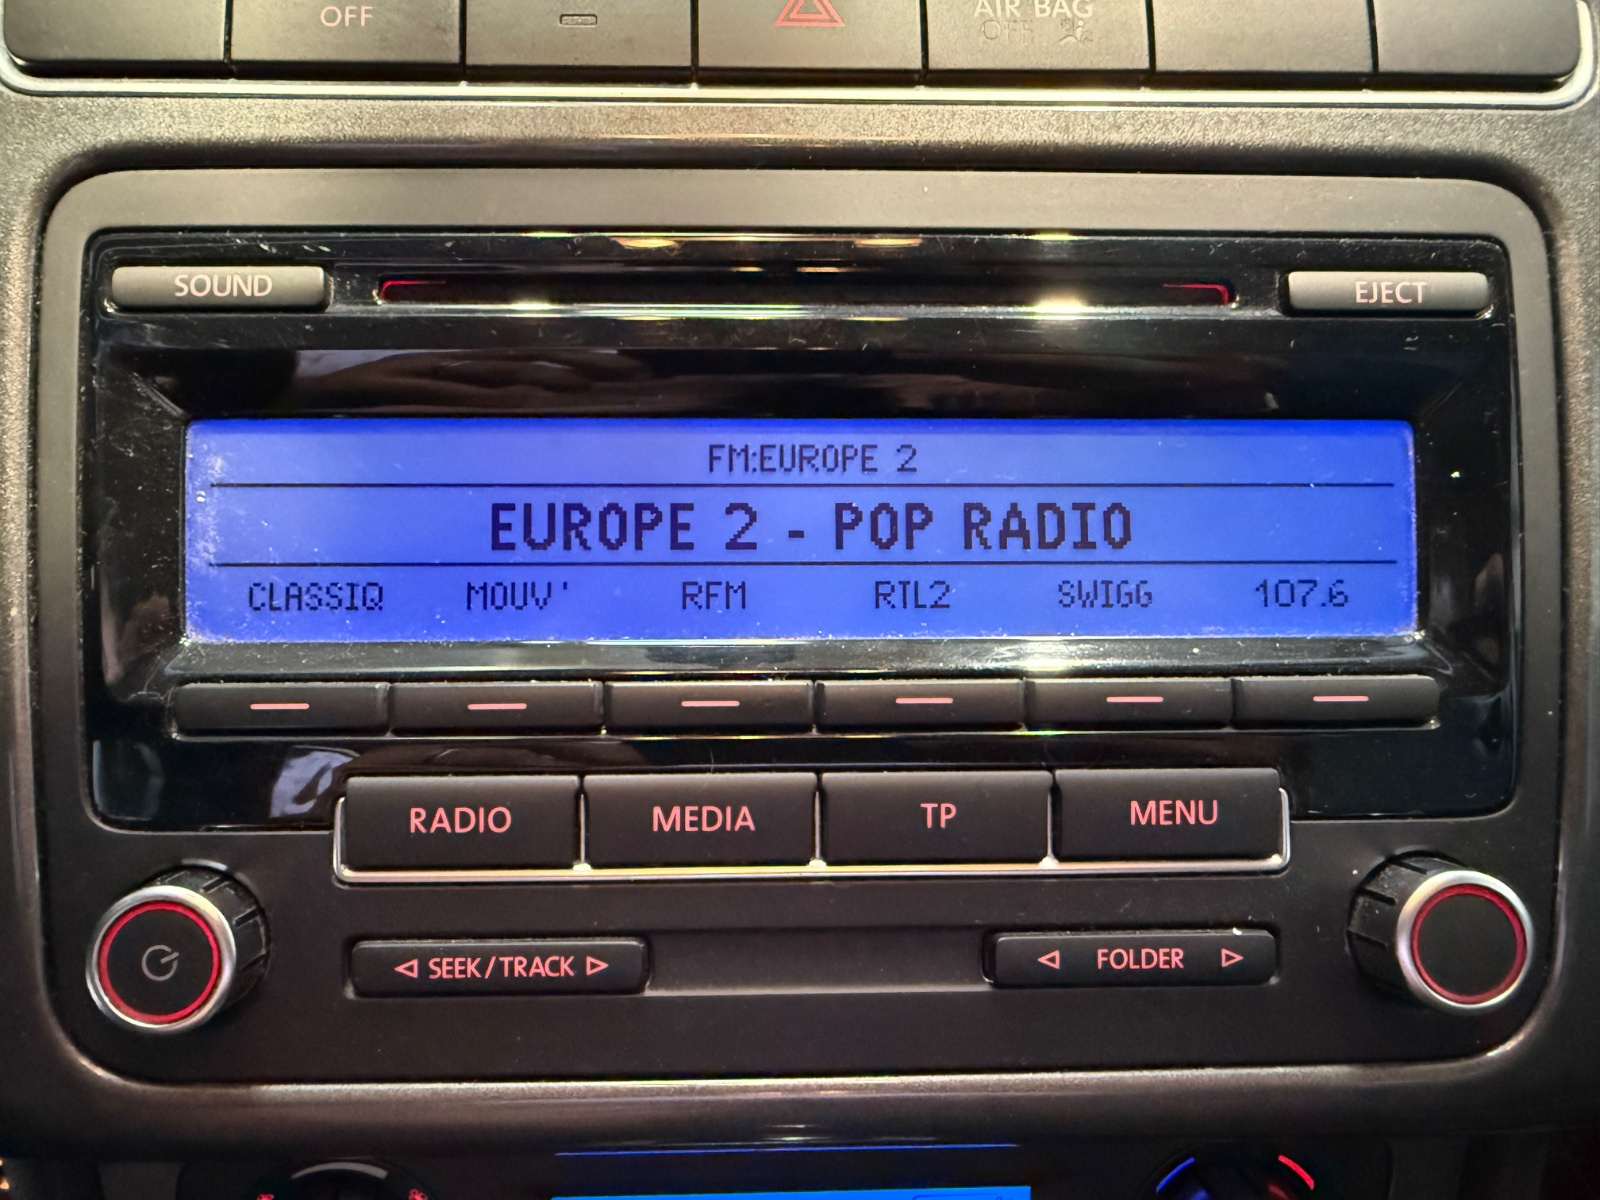 OFF
AIR BAG
OFF
SOUND
EJECT
FM:EUROPE 2
EUROPE 2 - POP RADIO
CLASSIQ MOUV' RFM RTL2 SWIGG 107.6
RADIO MEDIA TP MENU
SEEK/TRACK
FOLDER